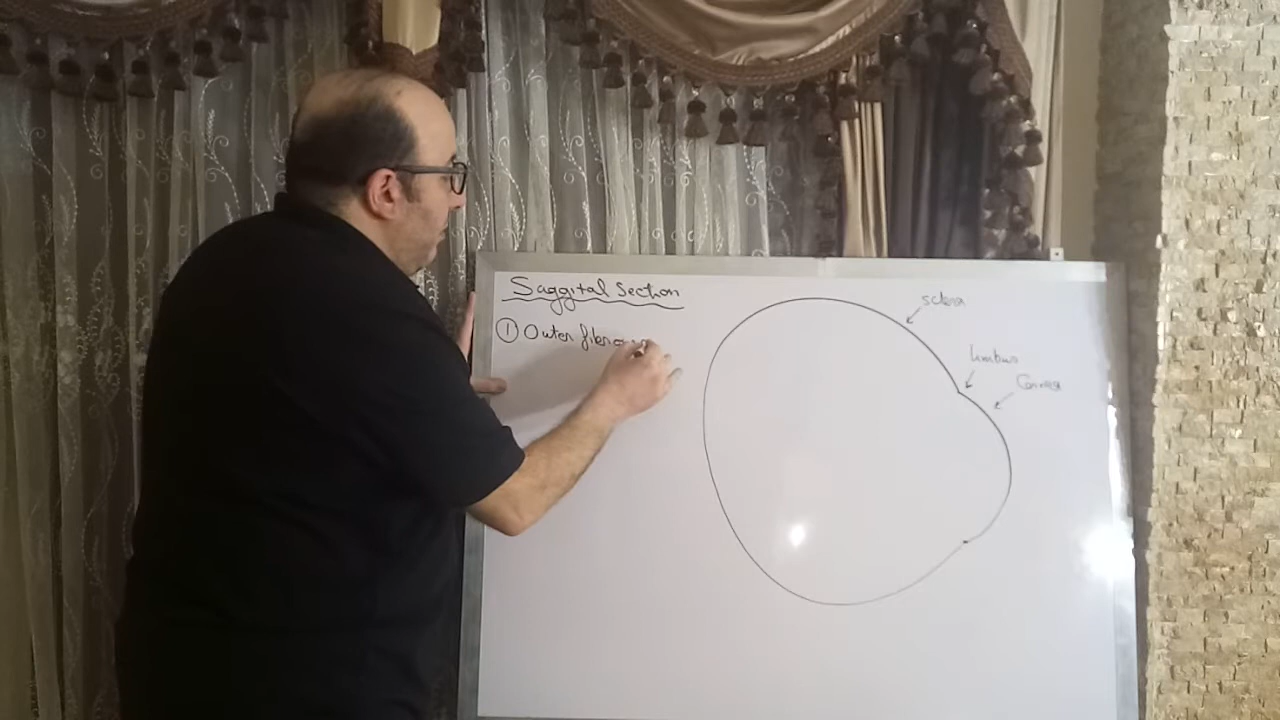 Saggital Section
① Outer fibrous
sclera
limbus
Cornea